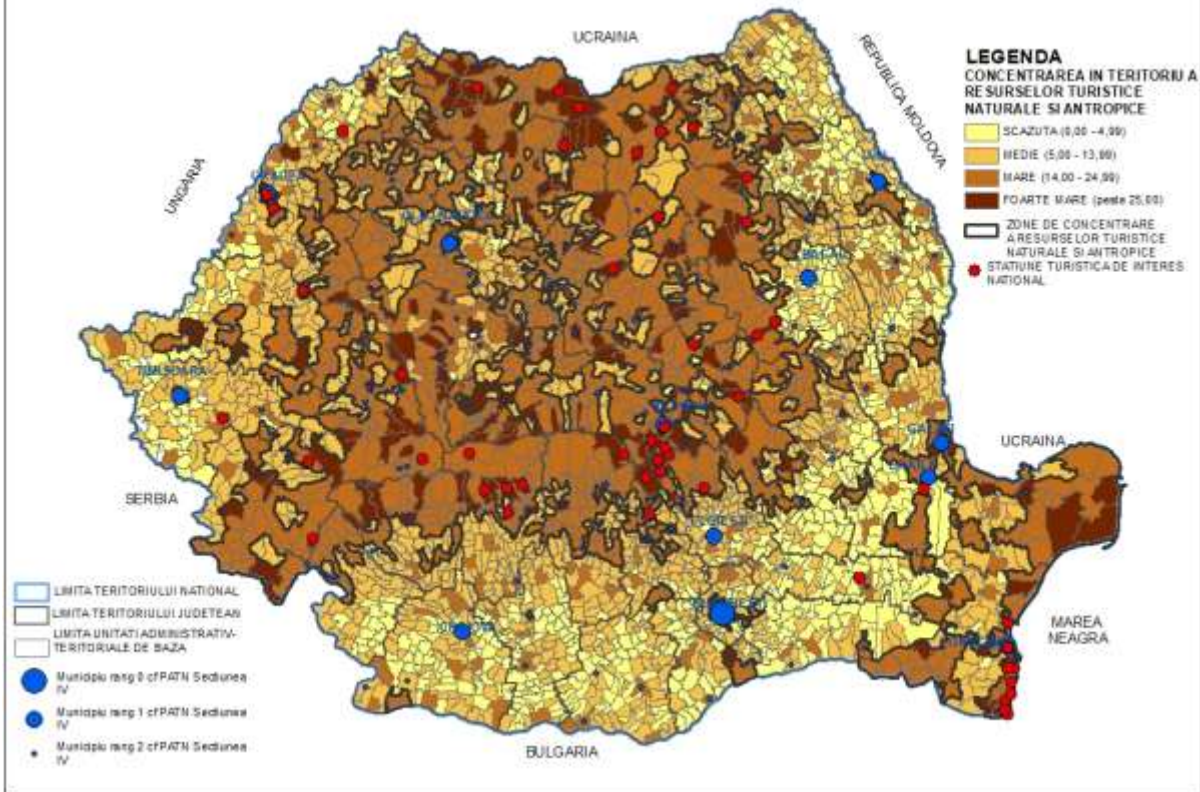 UCRAINA
REPUBLICA MOLDOVA
UNGARIA
LEGENDA
CONCENTRAREA IN TERITORIU A
RESURSELOR TURISTICE
NATURALE SI ANTROPICE
SCAZUTA (0,00 - 4,99)
MEDIE (5,00 - 13,99)
MARE (14,00 - 24,99)
FOARTE MARE (peste 25,00)
ZONE DE CONCENTRARE
A RESURSELOR TURISTICE
NATURALE SI ANTROPICE
STATIUNE TURISTICA DE INTERES
NATIONAL
BACAU
TIMISOARA
UCRAINA
SERBIA
PLOIESTI
CRAIOVA
MAREA
NEAGRA
BULGARIA
LIMITA TERITORIULUI NATIONAL
LIMITA TERITORIULUI JUDETEAN
LIMITA UNITATI ADMINISTRATIV-
TERITORIALE DE BAZA
Municipiu rang 0 cf PATN Sectiunea
IV
Municipiu rang 1 cf PATN Sectiunea
IV
Municipiu rang 2 cf PATN Sectiunea
IV